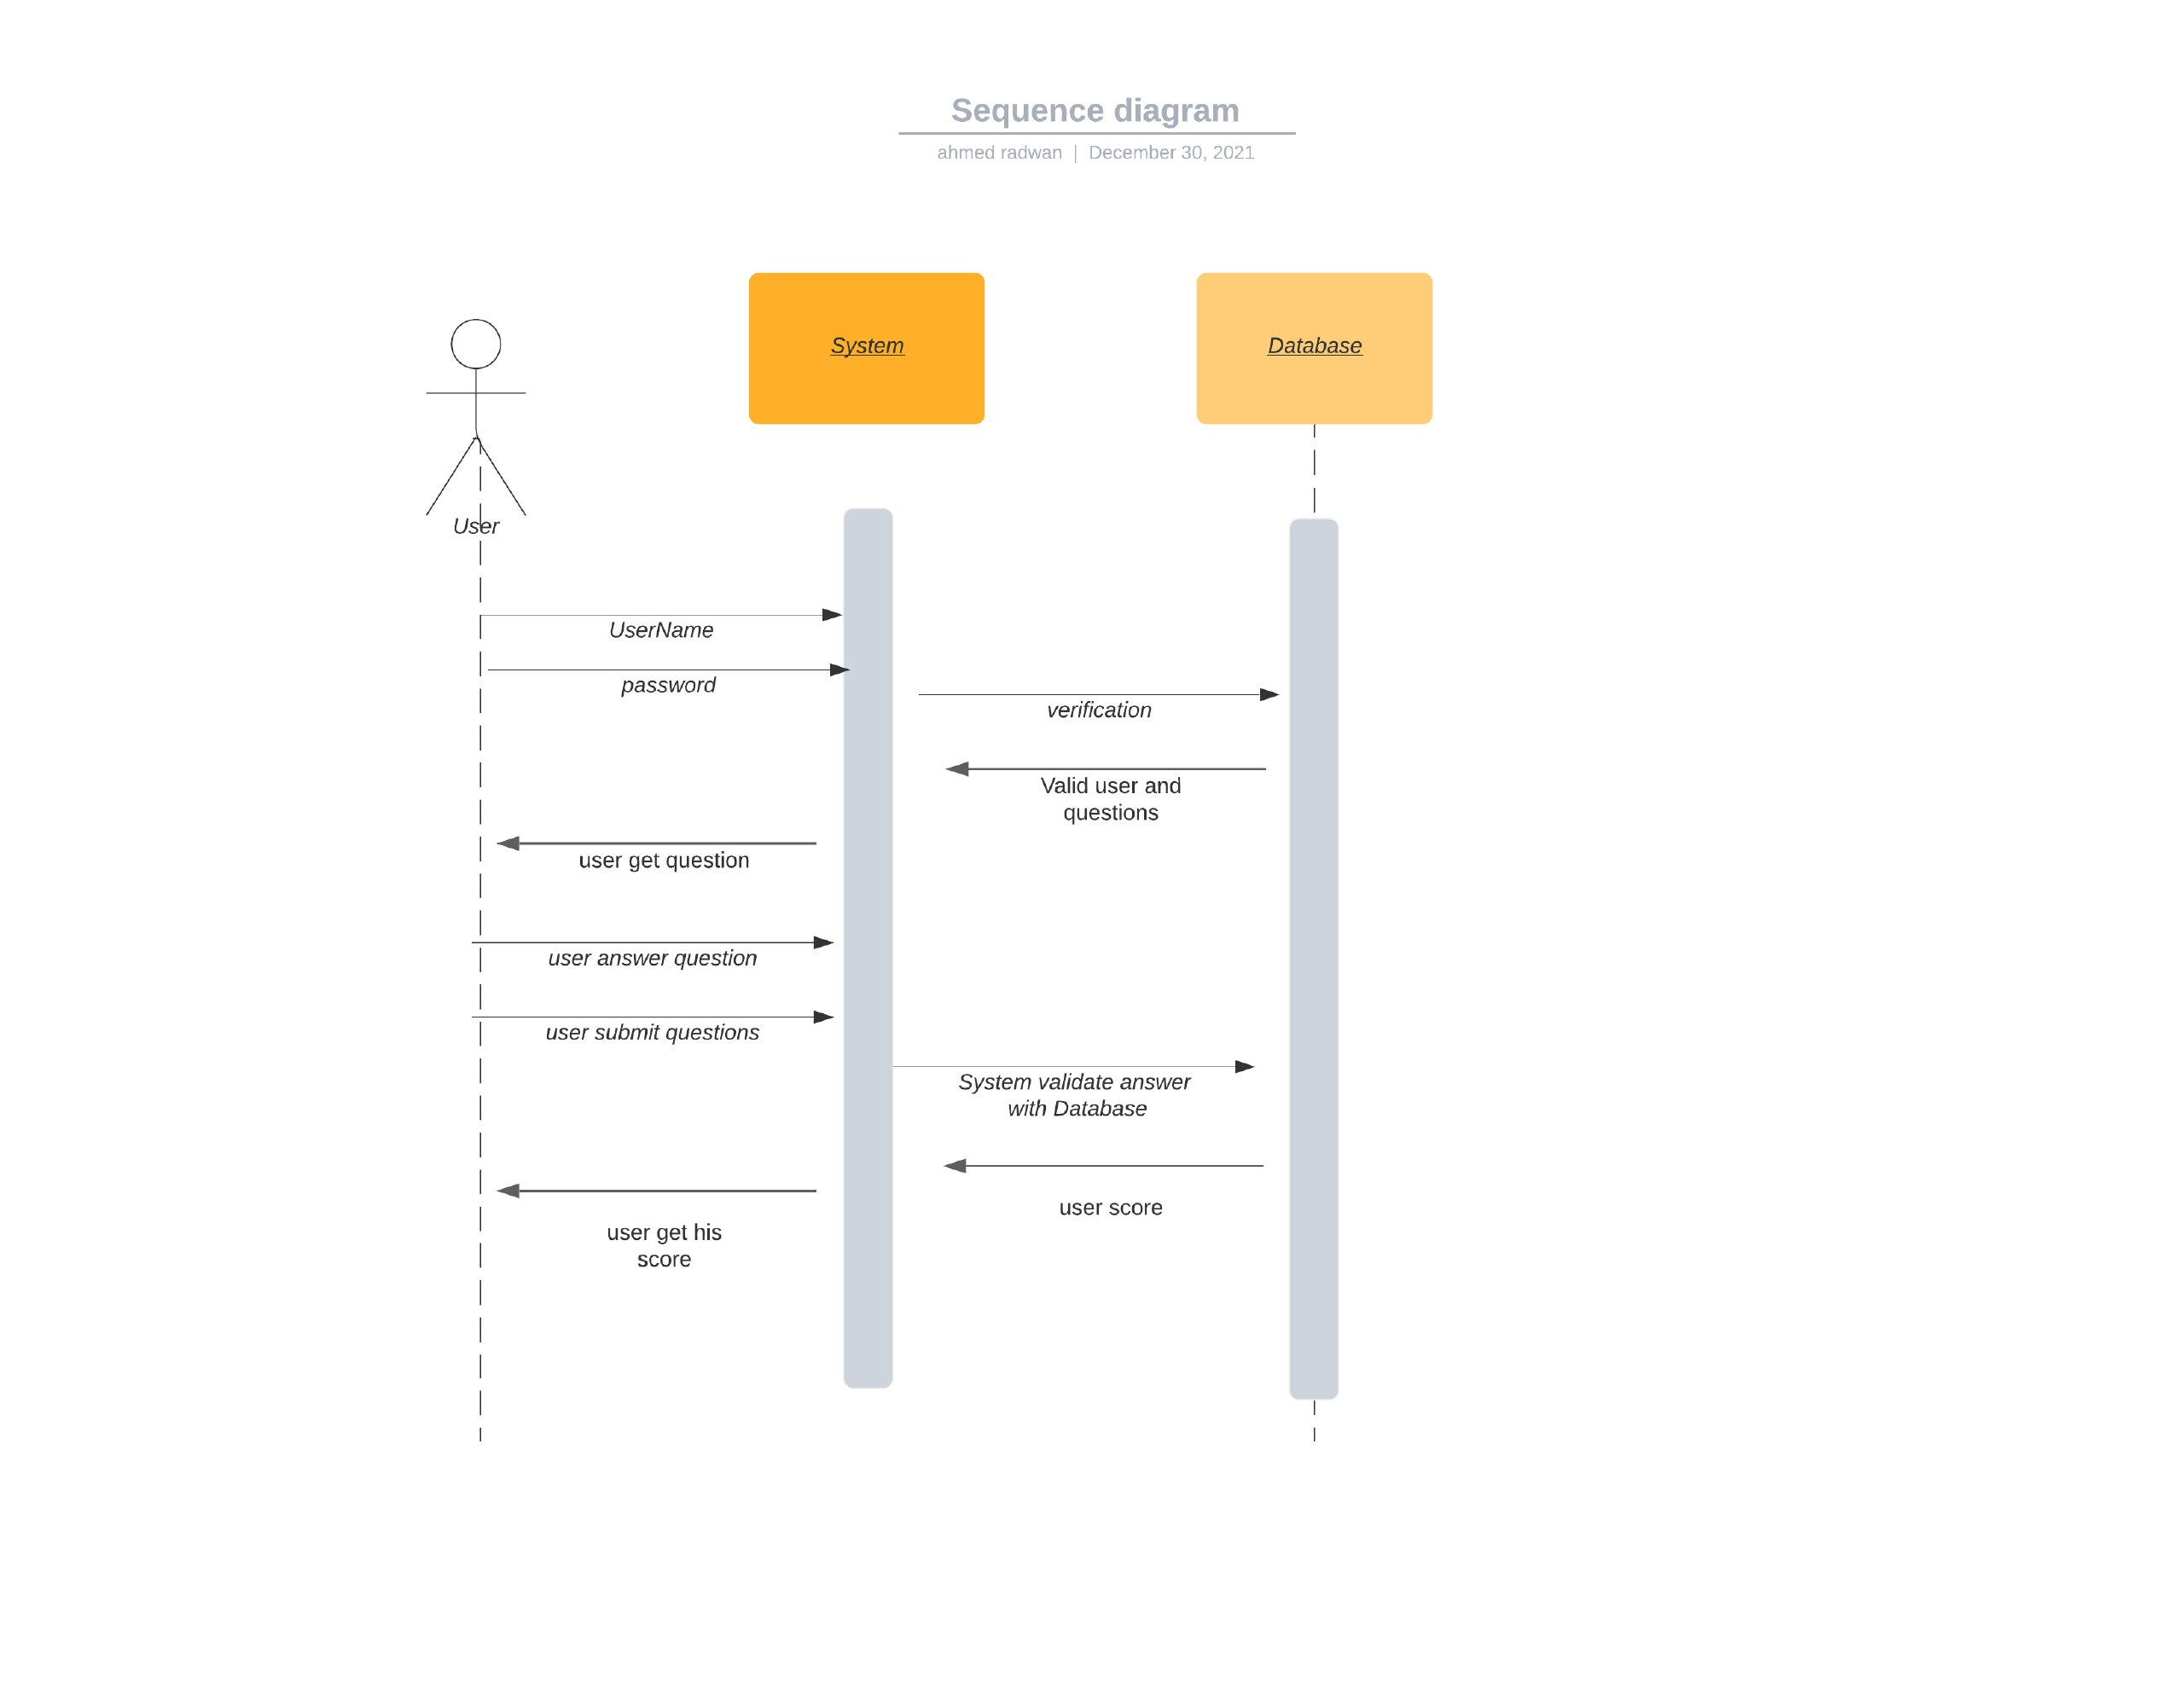 Sequence diagram
ahmed radwan | December 30, 2021
System
Database
User
UserName
password
verification
Valid user and
questions
user get question
user answer question
user submit questions
System validate answer
with Database
user score
user get his
score